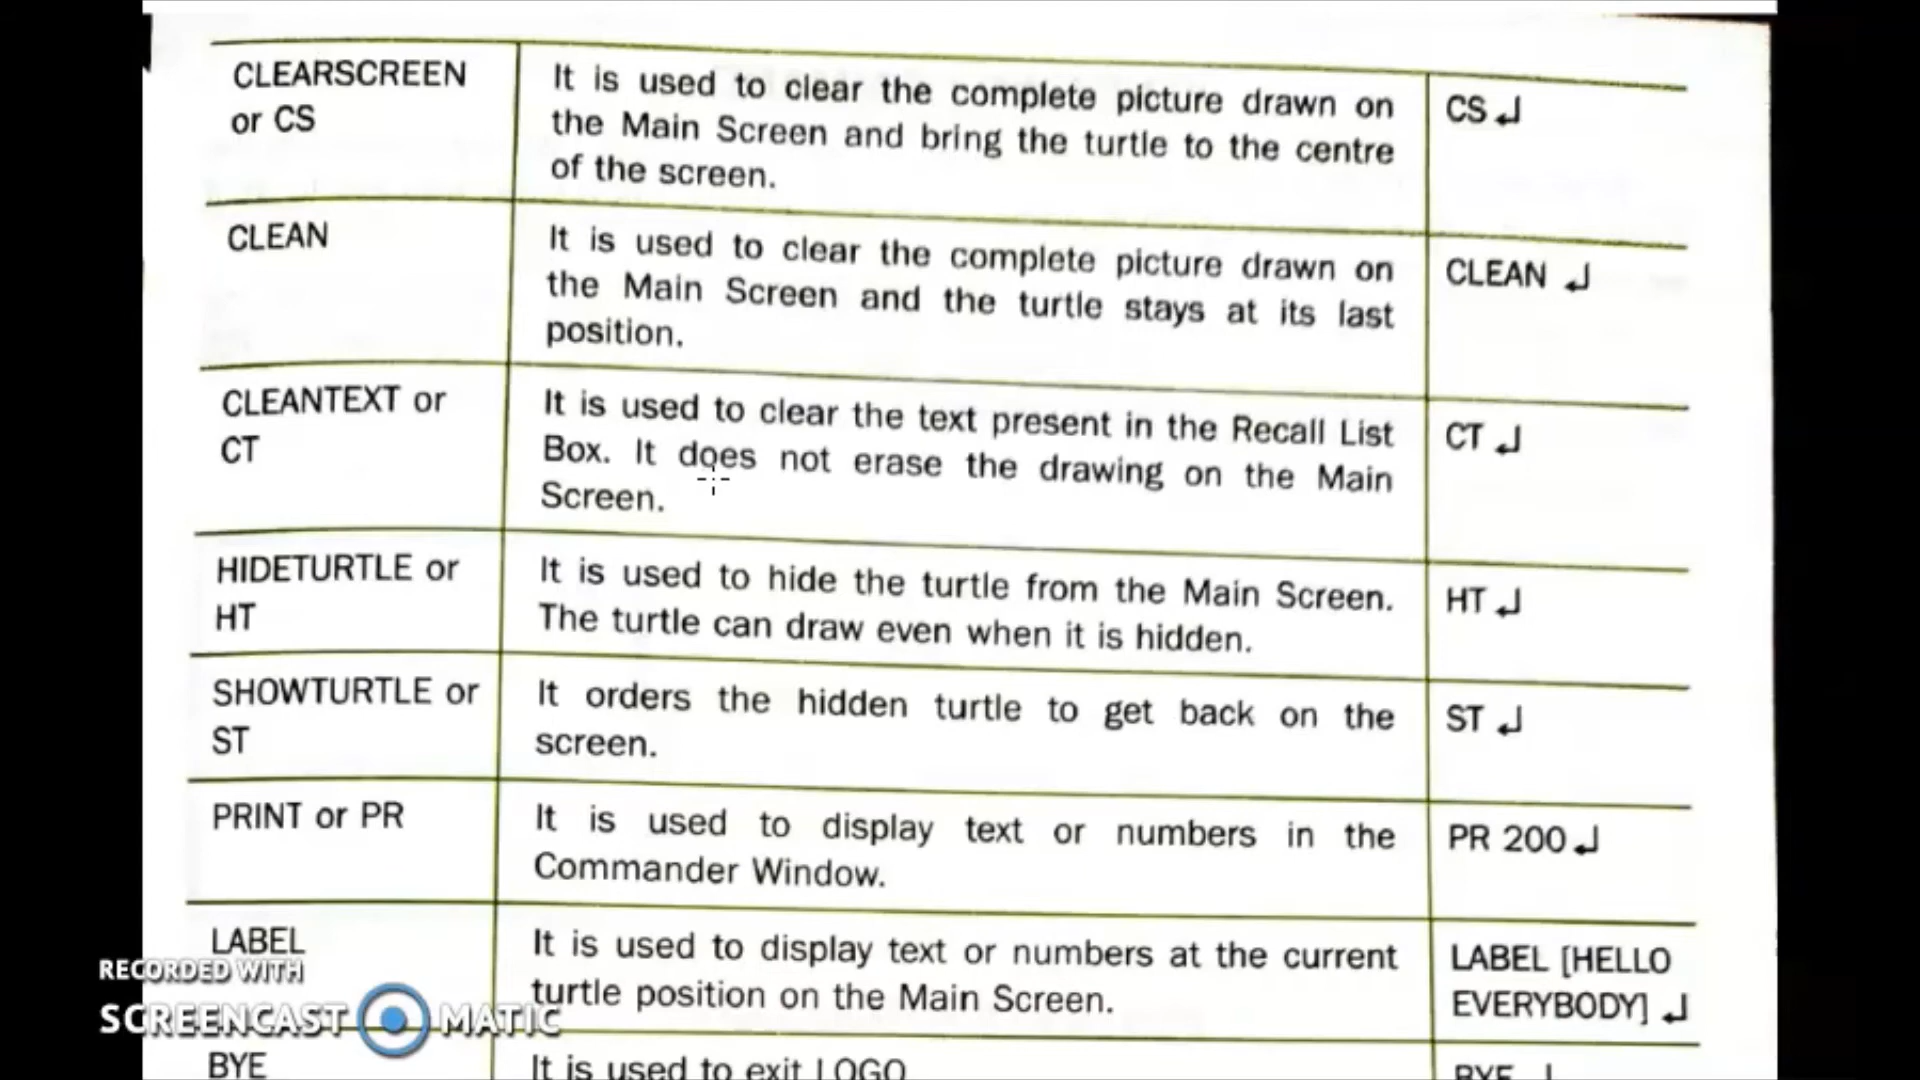 CLEARSCREEN
or CS
It is used to clear the complete picture drawn on
the Main Screen and bring the turtle to the centre
of the screen.
CS ↲
CLEAN
It is used to clear the complete picture drawn on
the Main Screen and the turtle stays at its last
position.
CLEAN ↲
CLEANTEXT or
CT
It is used to clear the text present in the Recall List
Box. It does not erase the drawing on the Main
Screen.
CT ↲
HIDETURTLE or
HT
It is used to hide the turtle from the Main Screen.
The turtle can draw even when it is hidden.
HT ↲
SHOWTURTLE or
ST
It orders the hidden turtle to get back on the
screen.
ST ↲
PRINT or PR
It is used to display text or numbers in the
Commander Window.
PR 200 ↲
LABEL
It is used to display text or numbers at the current
turtle position on the Main Screen.
LABEL [HELLO
EVERYBODY] ↲
BYE
It is used to exit LOGO
BYE ↲
RECORDED WITH
SCREENCAST MATIC